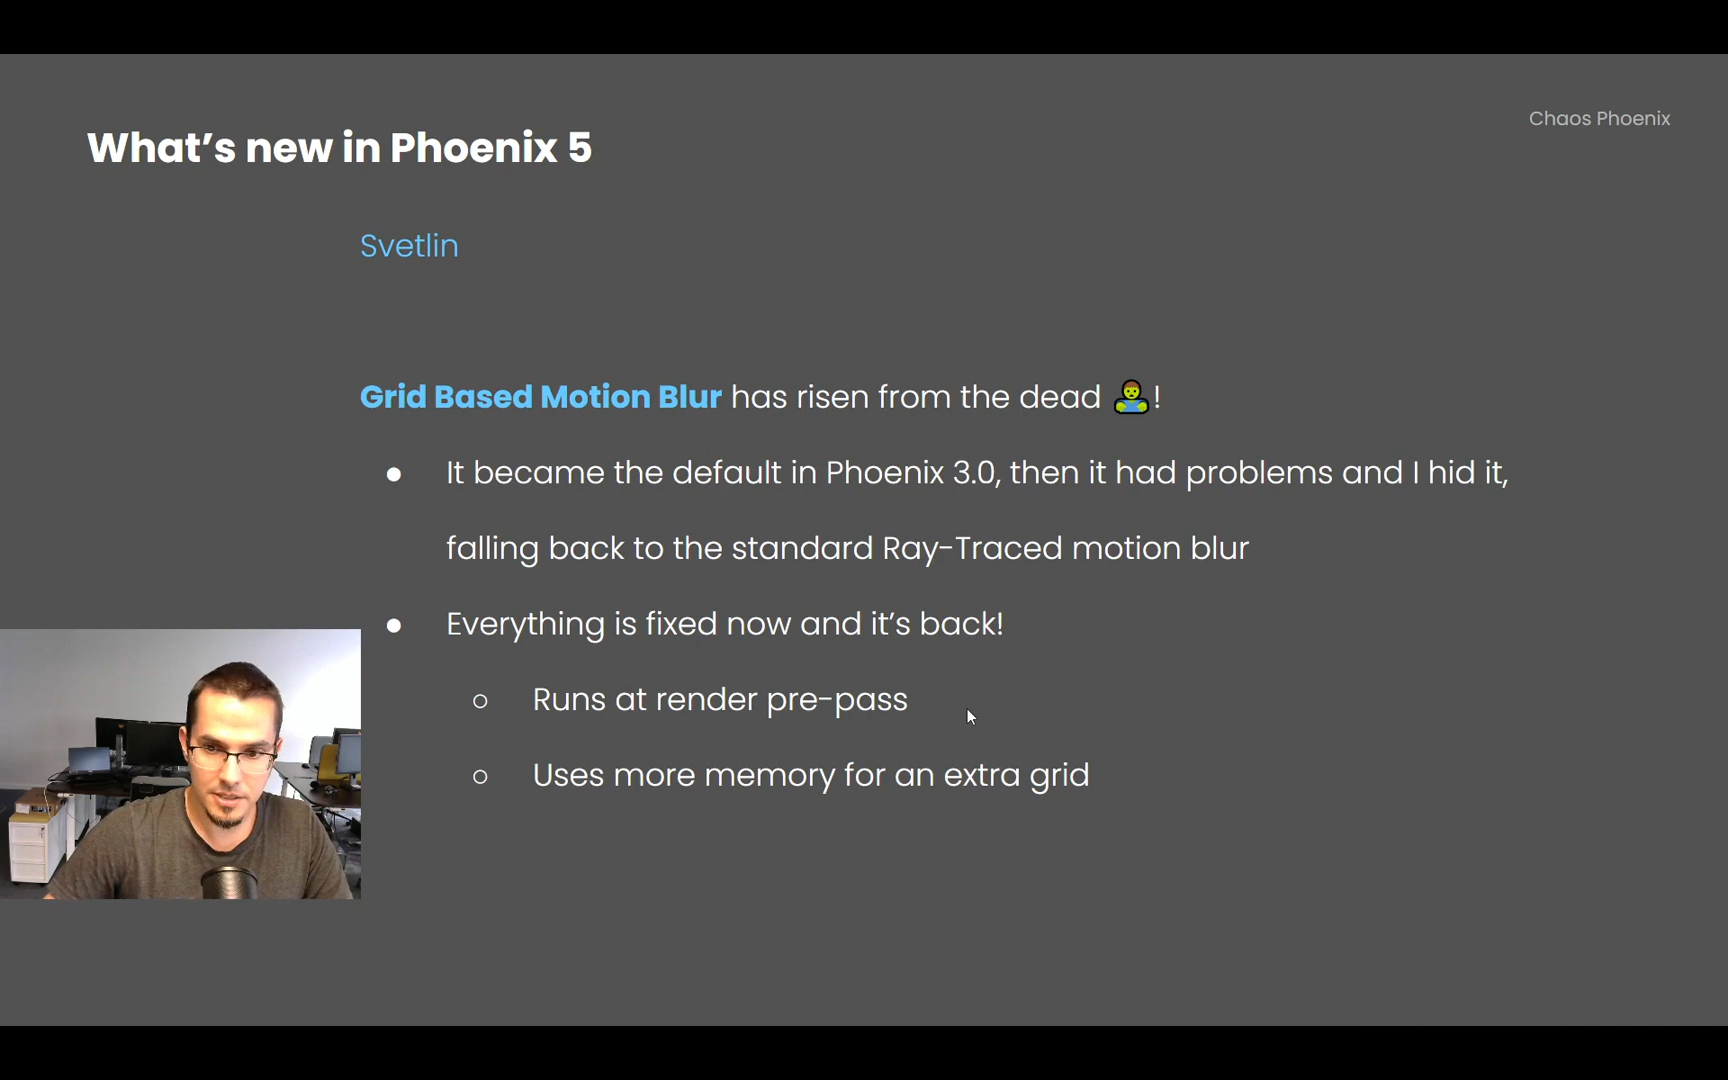 Chaos Phoenix
What’s new in Phoenix 5
Svetlin
Grid Based Motion Blur has risen from the dead 🧟‍♂️!
● It became the default in Phoenix 3.0, then it had problems and I hid it,
falling back to the standard Ray-Traced motion blur
● Everything is fixed now and it’s back!
○ Runs at render pre-pass
○ Uses more memory for an extra grid